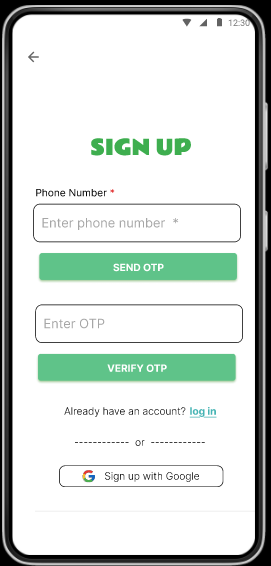 12:30
SIGN UP
Phone Number *
Enter phone number *
SEND OTP
Enter OTP
VERIFY OTP
Already have an account? log in
------------ or ------------
Sign up with Google